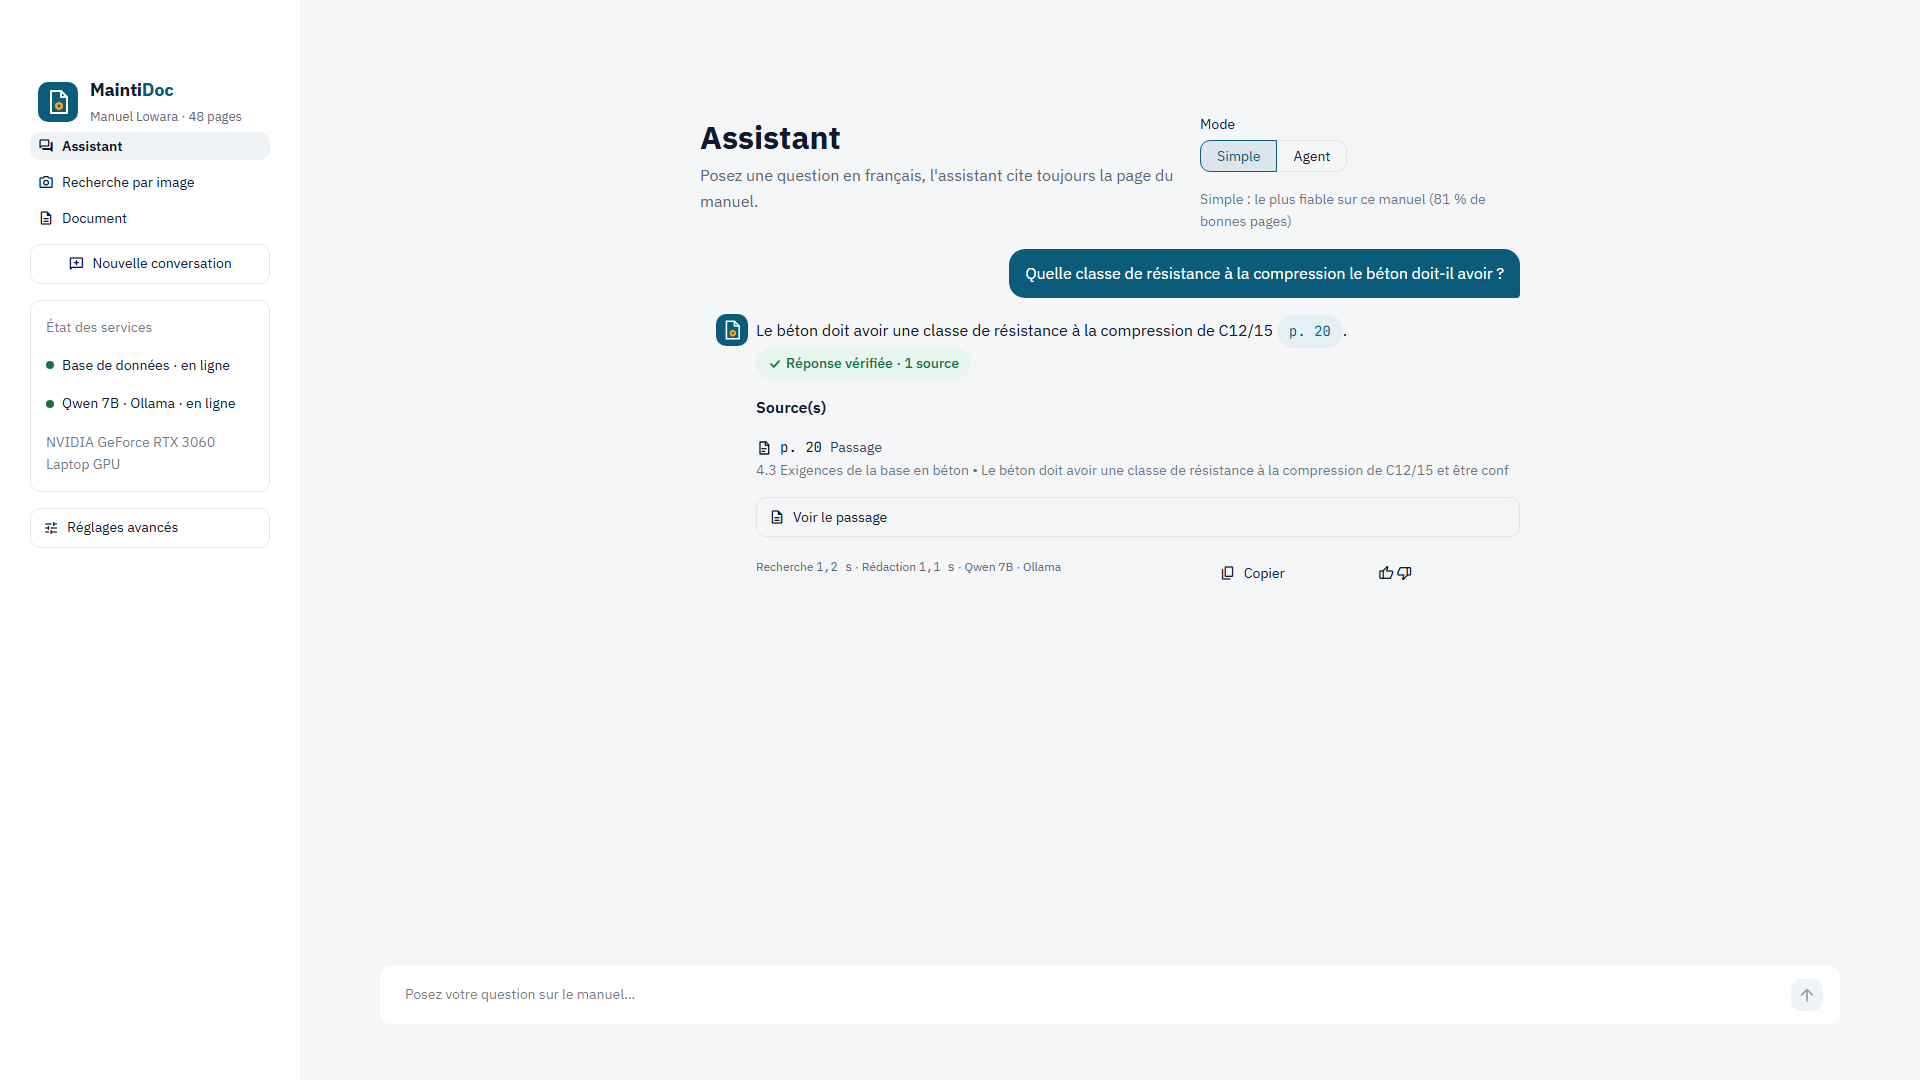 MaintiDoc
Manuel Lowara · 48 pages
Assistant
Recherche par image
Document
Nouvelle conversation
État des services
Base de données · en ligne
Qwen 7B · Ollama · en ligne
NVIDIA GeForce RTX 3060
Laptop GPU
Réglages avancés
Assistant
Posez une question en français, l'assistant cite toujours la page du
manuel.
Mode
Simple
Agent
Simple : le plus fiable sur ce manuel (81 % de
bonnes pages)
Quelle classe de résistance à la compression le béton doit-il avoir ?
Le béton doit avoir une classe de résistance à la compression de C12/15 p. 20 .
Réponse vérifiée · 1 source
Source(s)
p. 20 Passage
4.3 Exigences de la base en béton • Le béton doit avoir une classe de résistance à la compression de C12/15 et être conf
Voir le passage
Recherche 1,2 s · Rédaction 1,1 s · Qwen 7B · Ollama
Copier
Posez votre question sur le manuel…